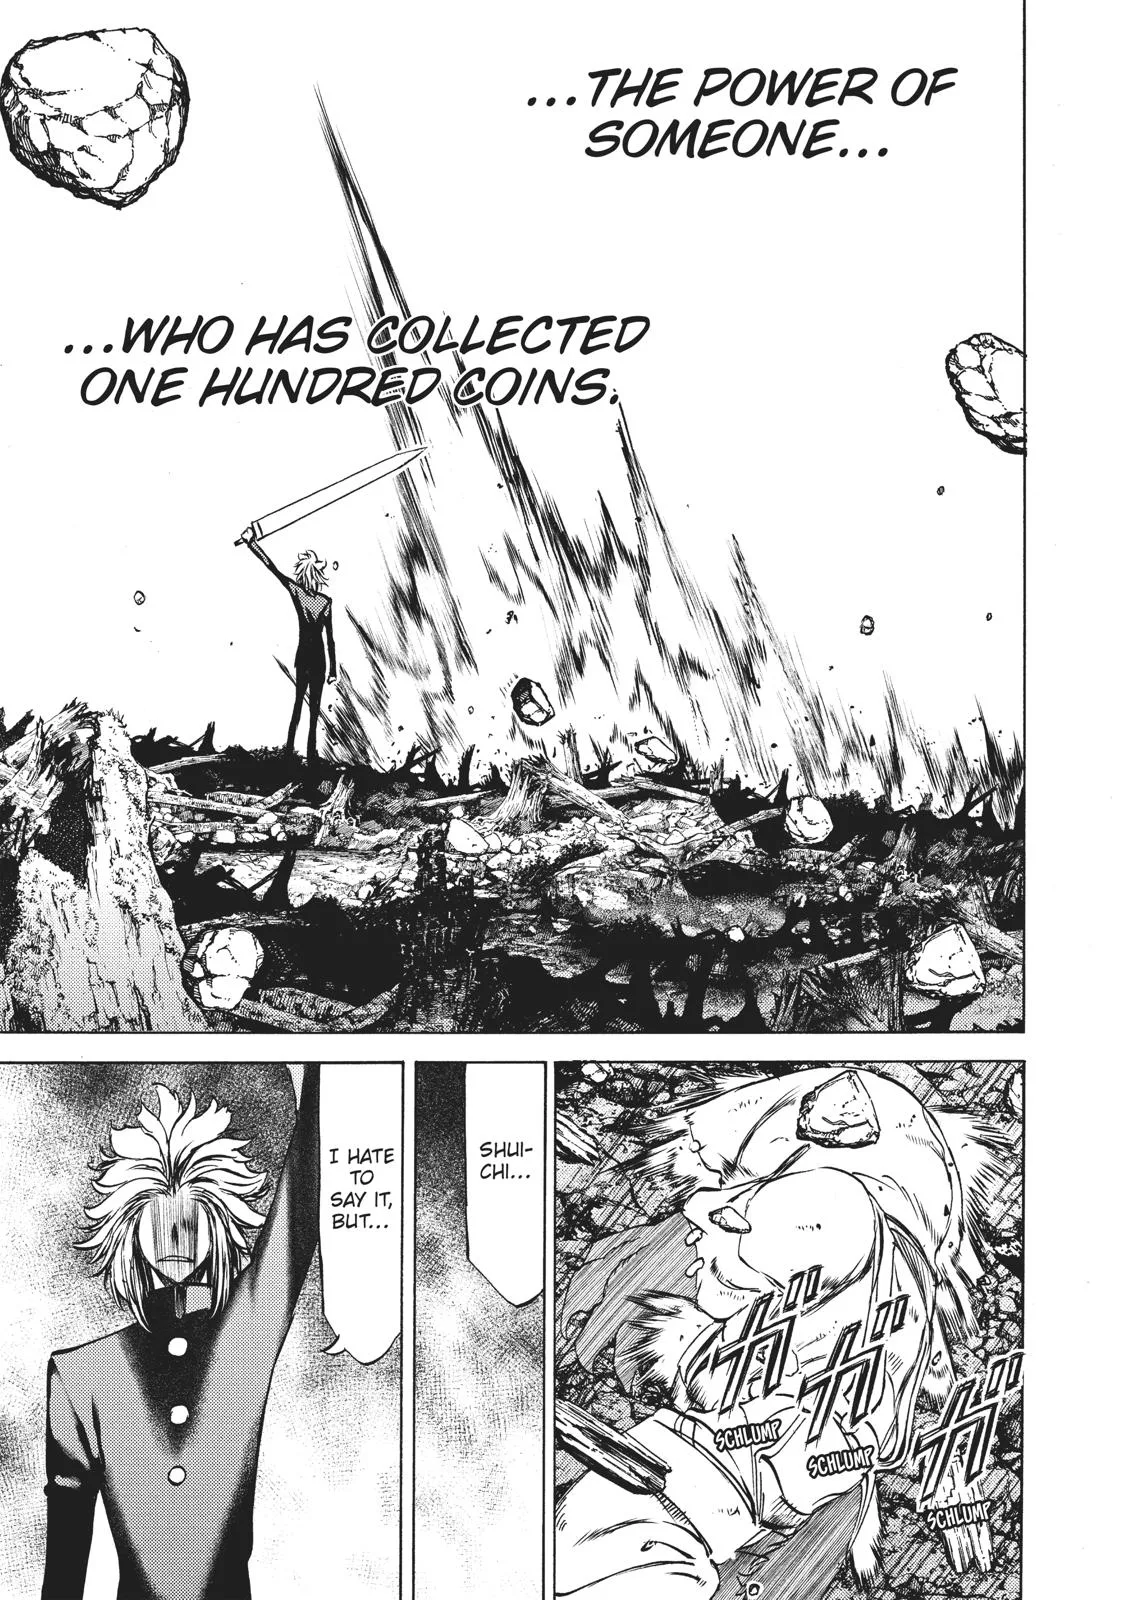 ...THE POWER OF
SOMEONE...
...WHO HAS COLLECTED
ONE HUNDRED COINS.
ガガガ
SCHLUMP
SCHLUMP
SCHLUMP
SHUI-
CHI...
I HATE
TO
SAY IT,
BUT...